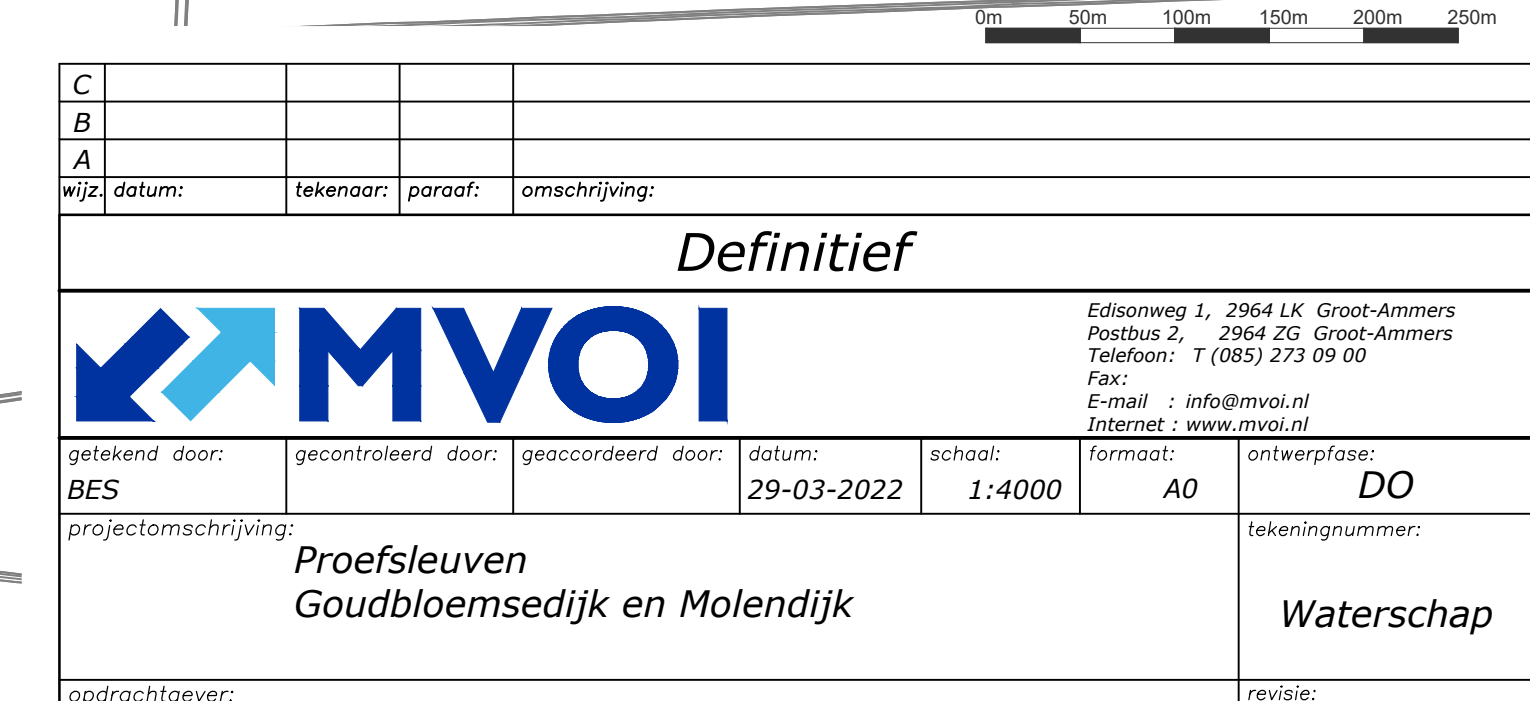 0m 50m 100m 150m 200m 250m
C
B
A
wijz. datum: tekenaar: paraaf: omschrijving:
Definitief
MVOI
Edisonweg 1, 2964 LK Groot-Ammers
Postbus 2, 2964 ZG Groot-Ammers
Telefoon: T (085) 273 09 00
Fax:
E-mail : info@mvoi.nl
Internet : www.mvoi.nl
getekend door: gecontroleerd door: geaccordeerd door: datum: schaal: formaat: ontwerpfase:
BES 29-03-2022 1:4000 A0 DO
projectomschrijving: tekeningnummer:
Proefsleuven
Goudbloemsedijk en Molendijk
Waterschap
opdrachtgever: revisie: